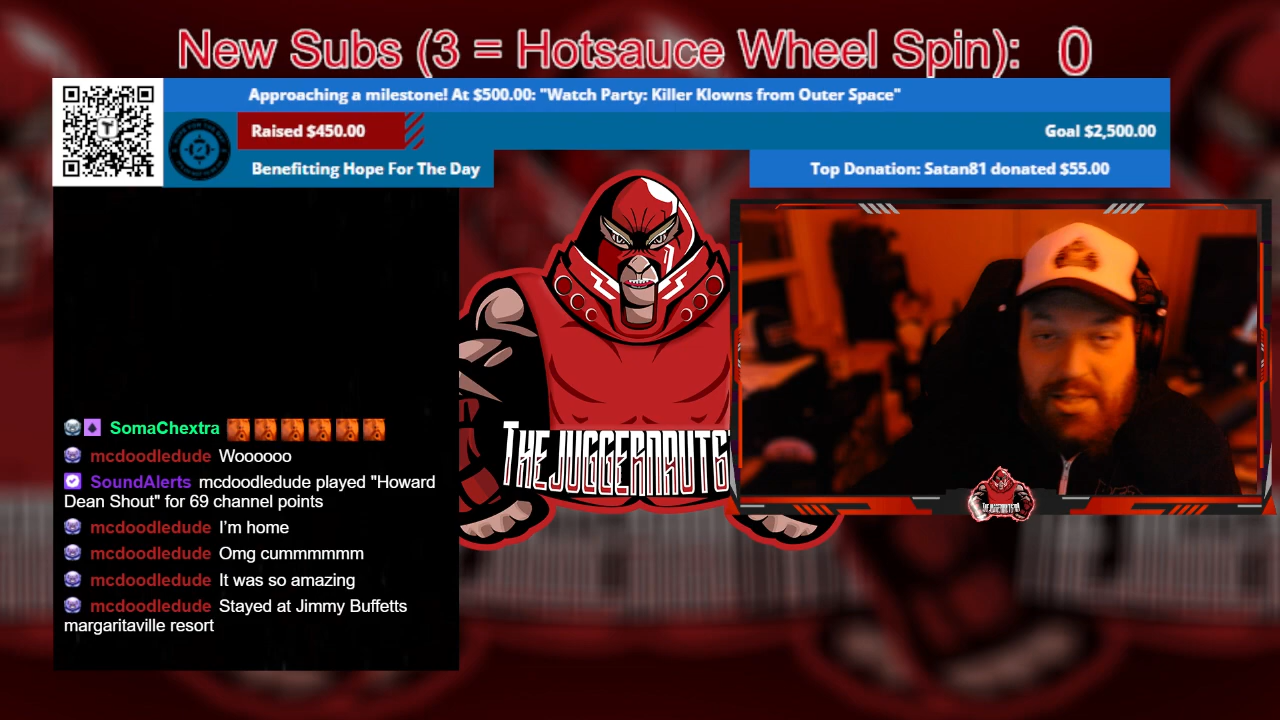 New Subs (3 = Hotsauce Wheel Spin): 0
Approaching a milestone! At $500.00: "Watch Party: Killer Klowns from Outer Space"
Raised $450.00
Goal $2,500.00
Benefitting Hope For The Day
Top Donation: Satan81 donated $55.00
SomaChextra
mcdoodledude Woooooo
SoundAlerts mcdoodledude played "Howard
Dean Shout" for 69 channel points
mcdoodledude I'm home
mcdoodledude Omg cummmmmm
mcdoodledude It was so amazing
mcdoodledude Stayed at Jimmy Buffetts
margaritaville resort
THEJUGGERNAUTG